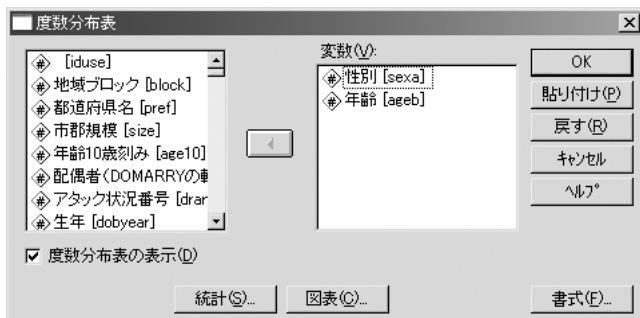 度数分布表
[iduse]
地域ブロック [block]
都道府県名 [pref]
市郡規模 [size]
年齢10歳刻み [age10]
配偶者(DOMARRYの
アタック状況番号 [dran
生年 [dobyear]
度数分布表の表示(D)
変数(V):
性別 [sexa]
年齢 [ageb]
OK
貼り付け(P)
戻す(R)
キャンセル
ヘルプ
統計(S)...
図表(C)...
書式(F)...